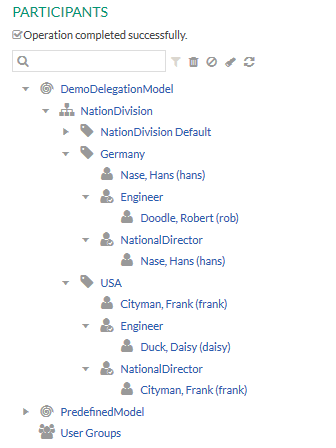 PARTICIPANTS
Operation completed successfully.
DemoDelegationModel
NationDivision
NationDivision Default
Germany
Nase, Hans (hans)
Engineer
Doodle, Robert (rob)
NationalDirector
Nase, Hans (hans)
USA
Cityman, Frank (frank)
Engineer
Duck, Daisy (daisy)
NationalDirector
Cityman, Frank (frank)
PredefinedModel
User Groups